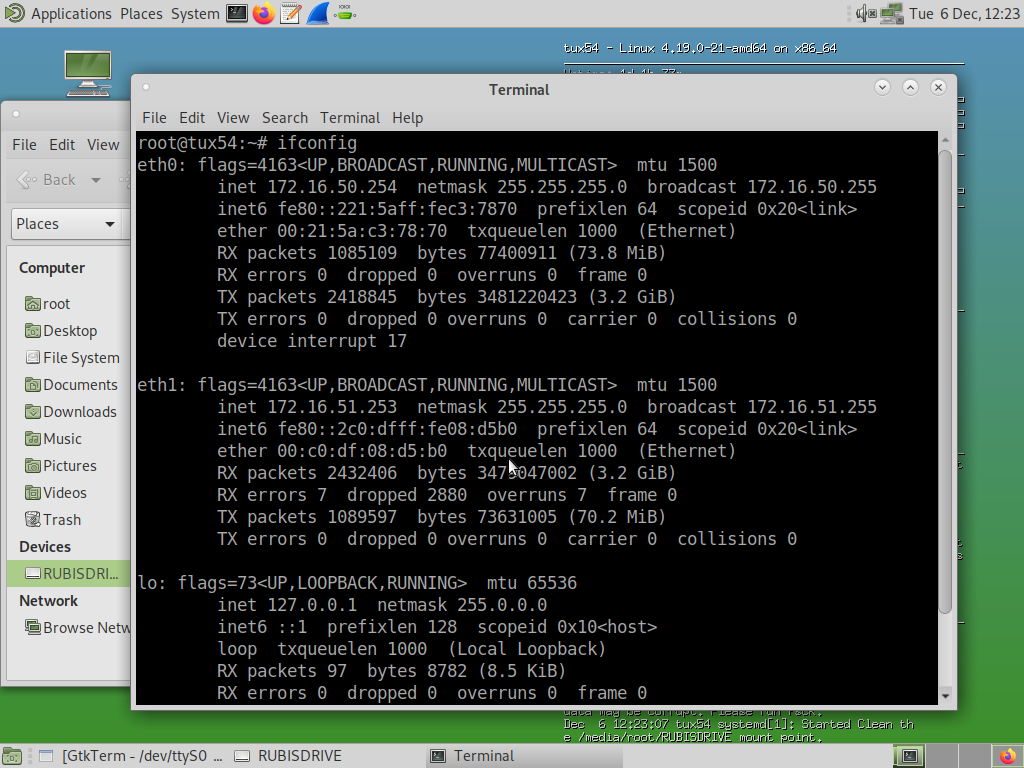 Applications Places System Tue 6 Dec, 12:23
tux54 - Linux 4.19.0-21-amd64 on x86_64
Terminal
File Edit View Search Terminal Help
root@tux54:~# ifconfig
eth0: flags=4163<UP,BROADCAST,RUNNING,MULTICAST> mtu 1500
inet 172.16.50.254 netmask 255.255.255.0 broadcast 172.16.50.255
inet6 fe80::221:5aff:fec3:7870 prefixlen 64 scopeid 0x20<link>
ether 00:21:5a:c3:78:70 txqueuelen 1000 (Ethernet)
RX packets 1085109 bytes 77400911 (73.8 MiB)
RX errors 0 dropped 0 overruns 0 frame 0
TX packets 2418845 bytes 3481220423 (3.2 GiB)
TX errors 0 dropped 0 overruns 0 carrier 0 collisions 0
device interrupt 17
eth1: flags=4163<UP,BROADCAST,RUNNING,MULTICAST> mtu 1500
inet 172.16.51.253 netmask 255.255.255.0 broadcast 172.16.51.255
inet6 fe80::2c0:dfff:fe08:d5b0 prefixlen 64 scopeid 0x20<link>
ether 00:c0:df:08:d5:b0 txqueuelen 1000 (Ethernet)
RX packets 2432406 bytes (3.2 GiB)
RX errors 7 dropped 2880 overruns 7 frame 0
TX packets 1089597 bytes 73631005 (70.2 MiB)
TX errors 0 dropped 0 overruns 0 carrier 0 collisions 0
lo: flags=73<UP,LOOPBACK,RUNNING> mtu 65536
inet 127.0.0.1 netmask 255.0.0.0
inet6 ::1 prefixlen 128 scopeid 0x10<host>
loop txqueuelen 1000 (Local Loopback)
RX packets 97 bytes 8782 (8.5 KiB)
RX errors 0 dropped 0 overruns 0 frame 0
File Edit View
Back
Places
Computer
root
Desktop
File System
Documents
Downloads
Music
Pictures
Videos
Trash
Devices
RUBISDRI...
Network
Browse Netw
data may be corrupt. Please run fsck.
Dec 6 12:23:07 tux54 systemd[1]: Started Clean th
e /media/root/RUBISDRIVE mount point.
[GtkTerm - /dev/ttyS0 ... RUBISDRIVE Terminal